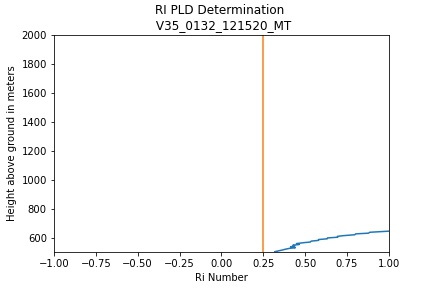 RI PLD Determination
V35_0132_121520_MT
2000
1800
1600
1400
1200
1000
800
600
Height above ground in meters
−1.00 −0.75 −0.50 −0.25 0.00 0.25 0.50 0.75 1.00
Ri Number